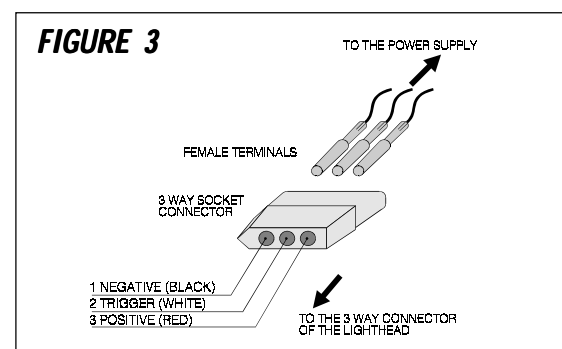 FIGURE 3
TO THE POWER SUPPLY
FEMALE TERMINALS
3 WAY SOCKET
CONNECTOR
1 NEGATIVE (BLACK)
2 TRIGGER (WHITE)
3 POSITIVE (RED)
TO THE 3 WAY CONNECTOR
OF THE LIGHTHEAD